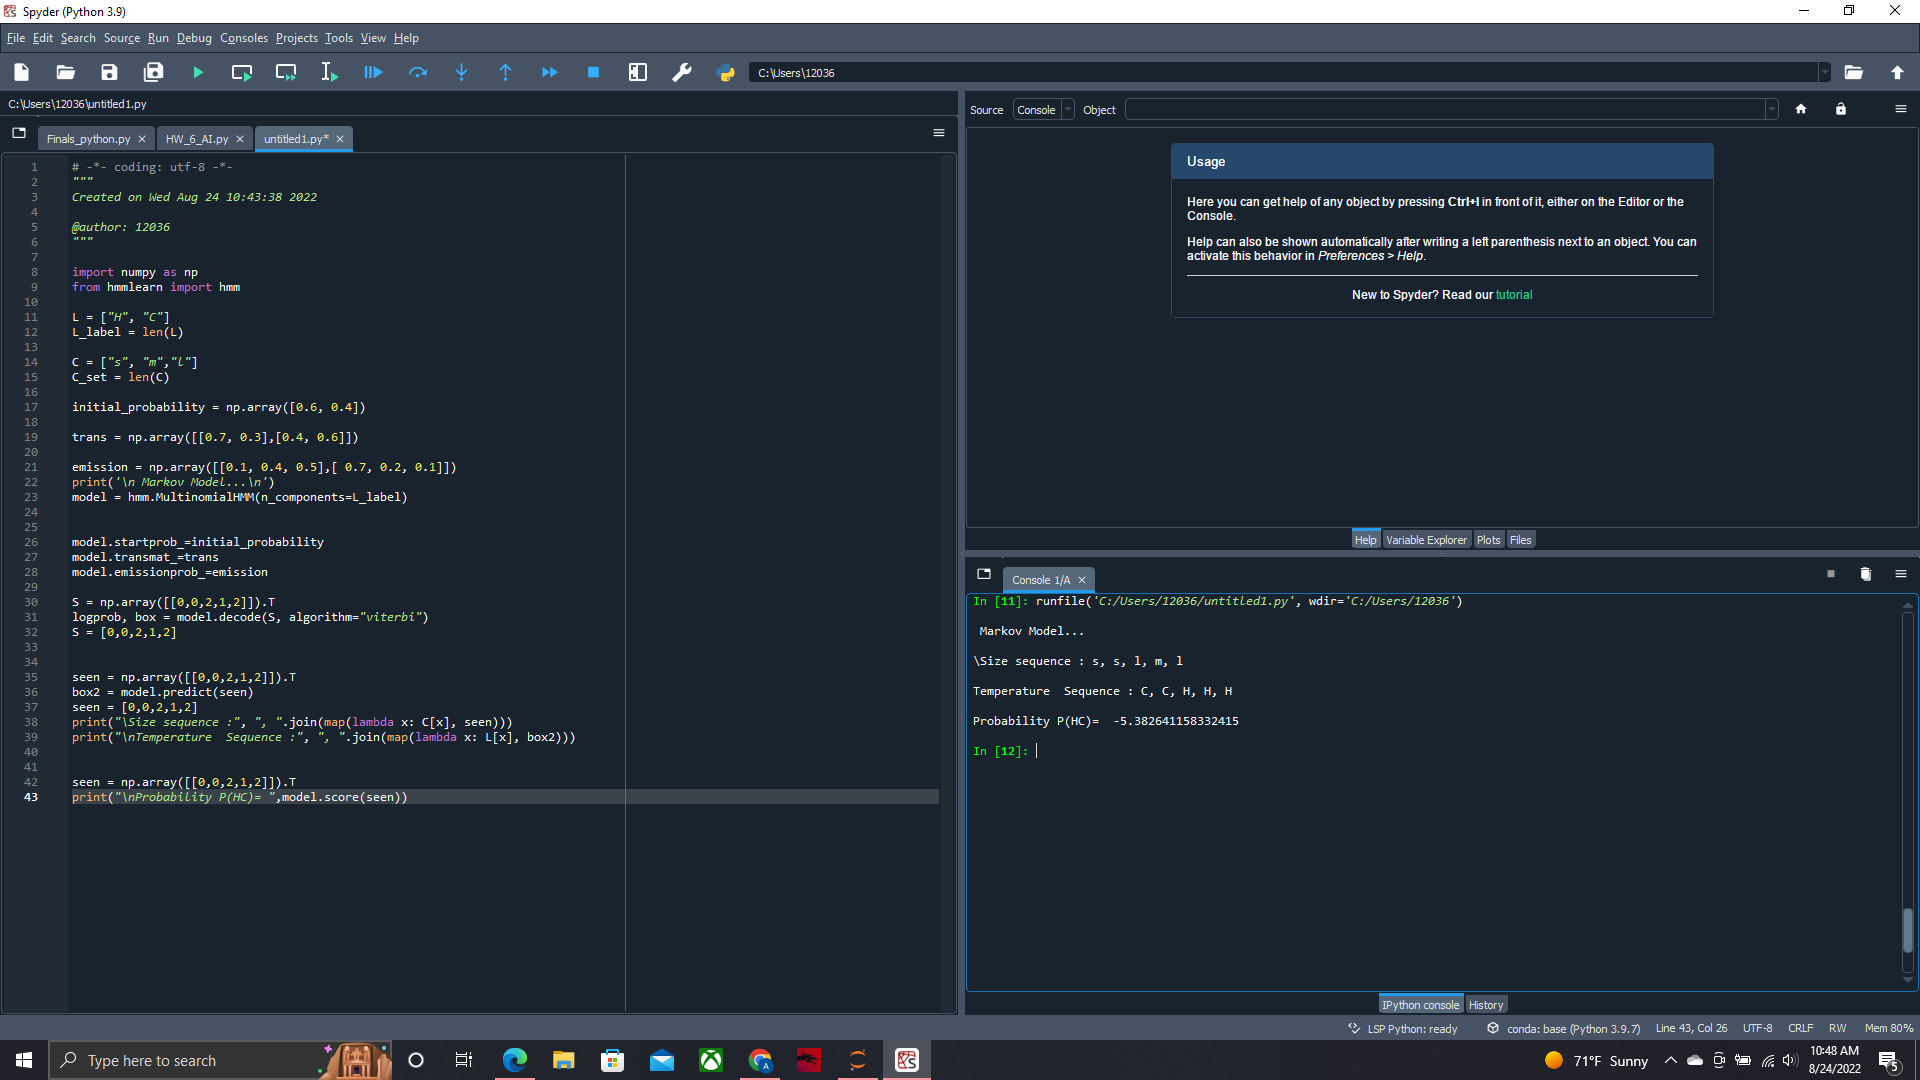 Spyder (Python 3.9)
File Edit Search Source Run Debug Consoles Projects Tools View Help
C:\Users\12036
C:\Users\12036\untitled1.py
Finals_python.py HW_6_AI.py untitled1.py*
1 # -*- coding: utf-8 -*-
2 """
3 Created on Wed Aug 24 10:43:38 2022
4
5 @author: 12036
6 """
7
8 import numpy as np
9 from hmmlearn import hmm
10
11 L = ["H", "C"]
12 L_label = len(L)
13
14 C = ["s", "m","l"]
15 C_set = len(C)
16
17 initial_probability = np.array([0.6, 0.4])
18
19 trans = np.array([[0.7, 0.3],[0.4, 0.6]])
20
21 emission = np.array([[0.1, 0.4, 0.5],[ 0.7, 0.2, 0.1]])
22 print('\n Markov Model...\n')
23 model = hmm.MultinomialHMM(n_components=L_label)
24
25
26 model.startprob_=initial_probability
27 model.transmat_=trans
28 model.emissionprob_=emission
29
30 S = np.array([[0,0,2,1,2]]).T
31 logprob, box = model.decode(S, algorithm="viterbi")
32 S = [0,0,2,1,2]
33
34
35 seen = np.array([[0,0,2,1,2]]).T
36 box2 = model.predict(seen)
37 seen = [0,0,2,1,2]
38 print("\Size sequence :", ", ".join(map(lambda x: C[x], seen)))
39 print("\nTemperature  Sequence :", ", ".join(map(lambda x: L[x], box2)))
40
41
42 seen = np.array([[0,0,2,1,2]]).T
43 print("\nProbability P(HC)= ",model.score(seen))
Source Console Object
Usage
Here you can get help of any object by pressing Ctrl+I in front of it, either on the Editor or the
Console.
Help can also be shown automatically after writing a left parenthesis next to an object. You can
activate this behavior in Preferences > Help.
New to Spyder? Read our tutorial
Help Variable Explorer Plots Files
Console 1/A
In [11]: runfile('C:/Users/12036/untitled1.py', wdir='C:/Users/12036')
Markov Model...
\Size sequence : s, s, l, m, l
Temperature  Sequence : C, C, H, H, H
Probability P(HC)=  -5.382641158332415
In [12]:
IPython console History
LSP Python: ready conda: base (Python 3.9.7) Line 43, Col 26 UTF-8 CRLF RW Mem 80%
Type here to search
A
71°F Sunny
10:48 AM
8/24/2022
5